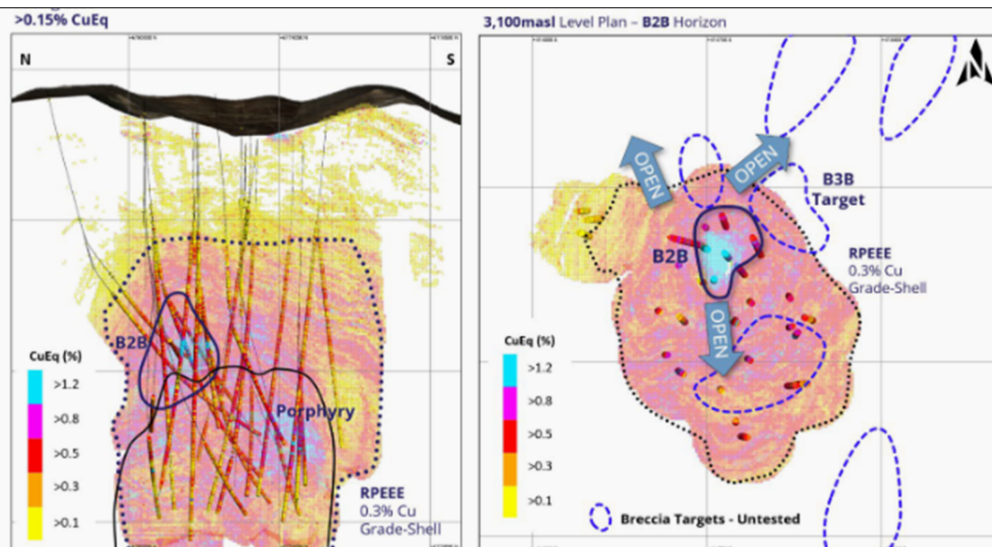 >0.15% CuEq
N
S
B2B
CuEq (%)
>1.2
>0.8
>0.5
>0.3
>0.1
Porphyry
RPEEE
0.3% Cu
Grade-Shell
3,100masl Level Plan – B2B Horizon
N
OPEN
OPEN
B3B
Target
B2B
RPEEE
0.3% Cu
Grade-Shell
OPEN
CuEq (%)
>1.2
>0.8
>0.5
>0.3
>0.1
Breccia Targets - Untested